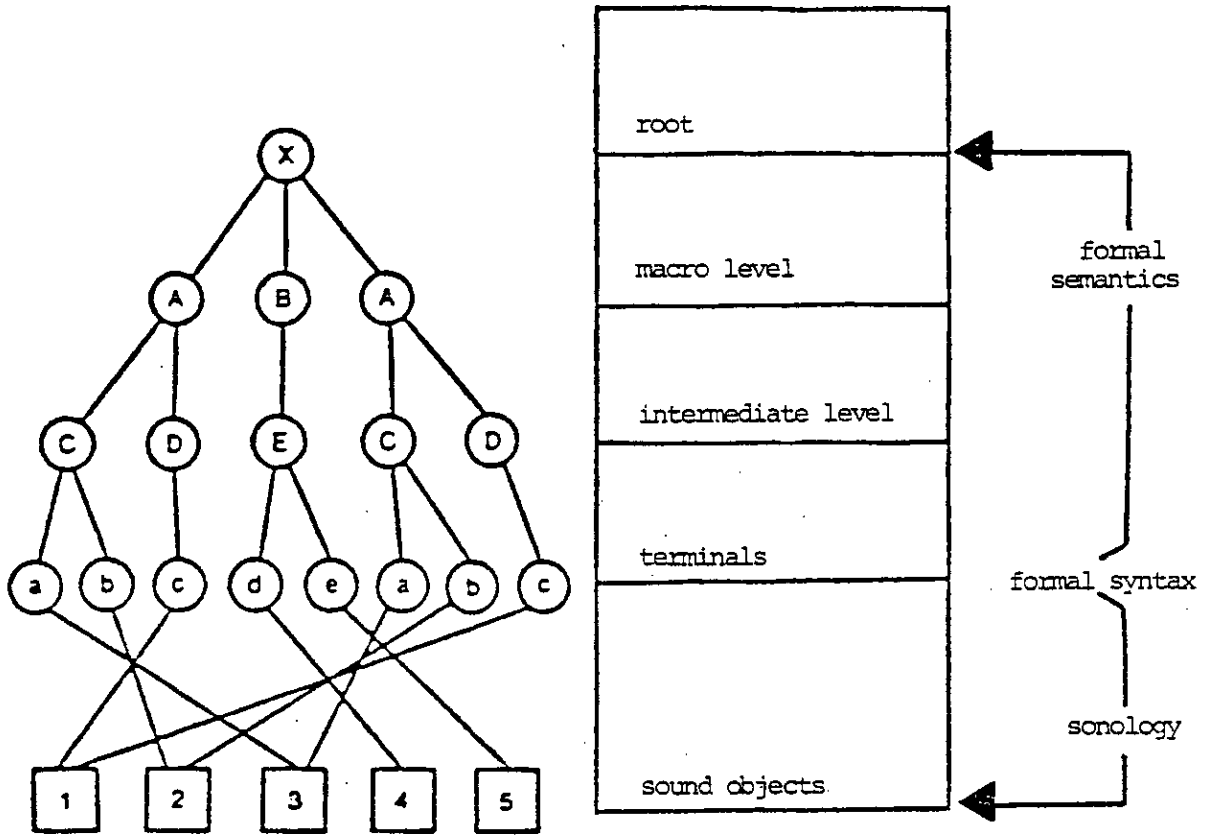 root
X
formal
semantics
macro level
A B A
intermediate level
C D E C D
terminals
a b c d e a b c
formal syntax
sonology
sound objects
1 2 3 4 5